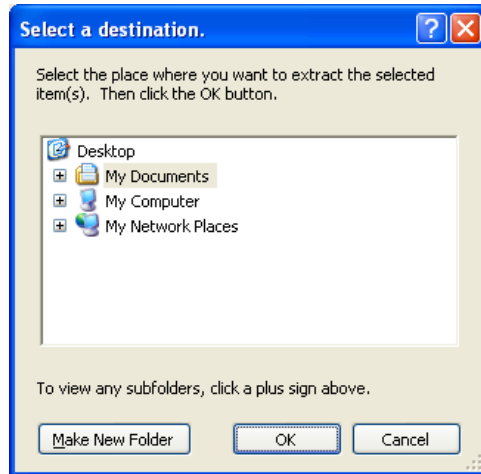 Select a destination.
Select the place where you want to extract the selected
item(s). Then click the OK button.
Desktop
My Documents
My Computer
My Network Places
To view any subfolders, click a plus sign above.
Make New Folder OK Cancel